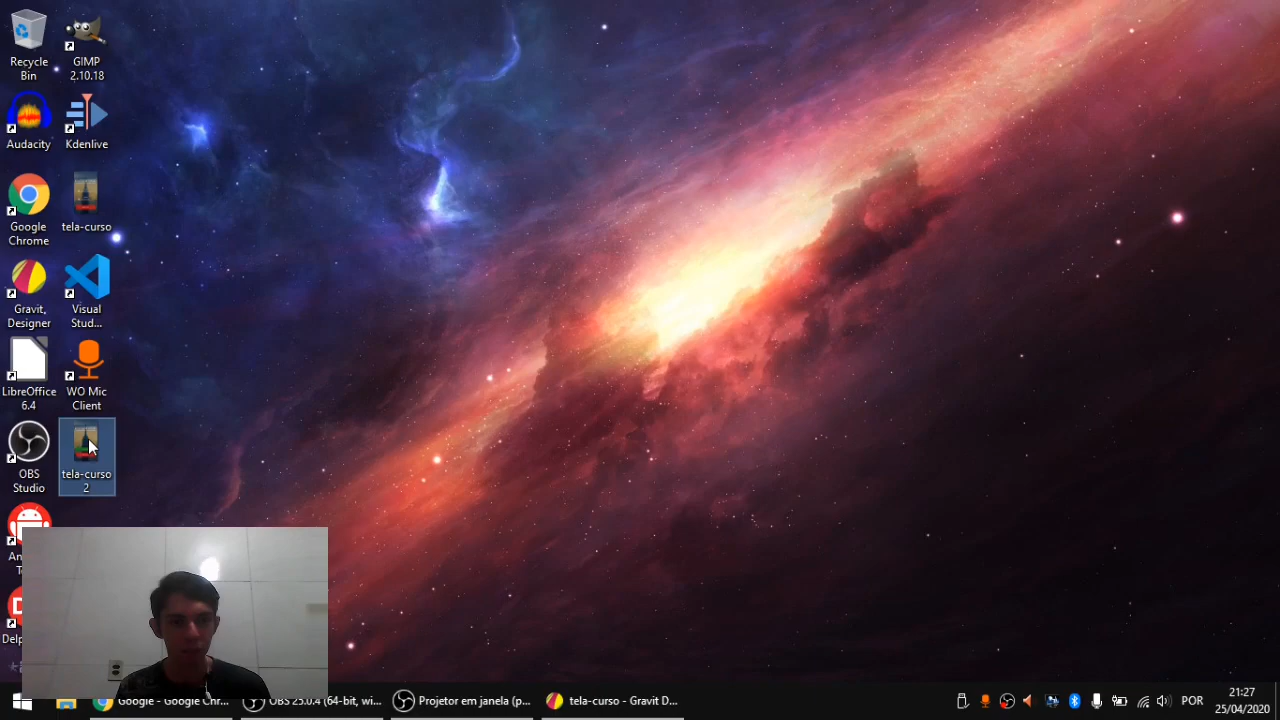 Recycle
Bin
GIMP
2.10.18
Audacity
Kdenlive
Google
Chrome
tela-curso
Gravit,
Designer
Visual
Stud...
LibreOffice
6.4
WO Mic
Client
OBS
Studio
tela-curso
2
Google - Google Chr...
OBS 25.0.4 (64-bit, wi...
Projetor em janela (p...
tela-curso - Gravit D...
POR
21:27
25/04/2020